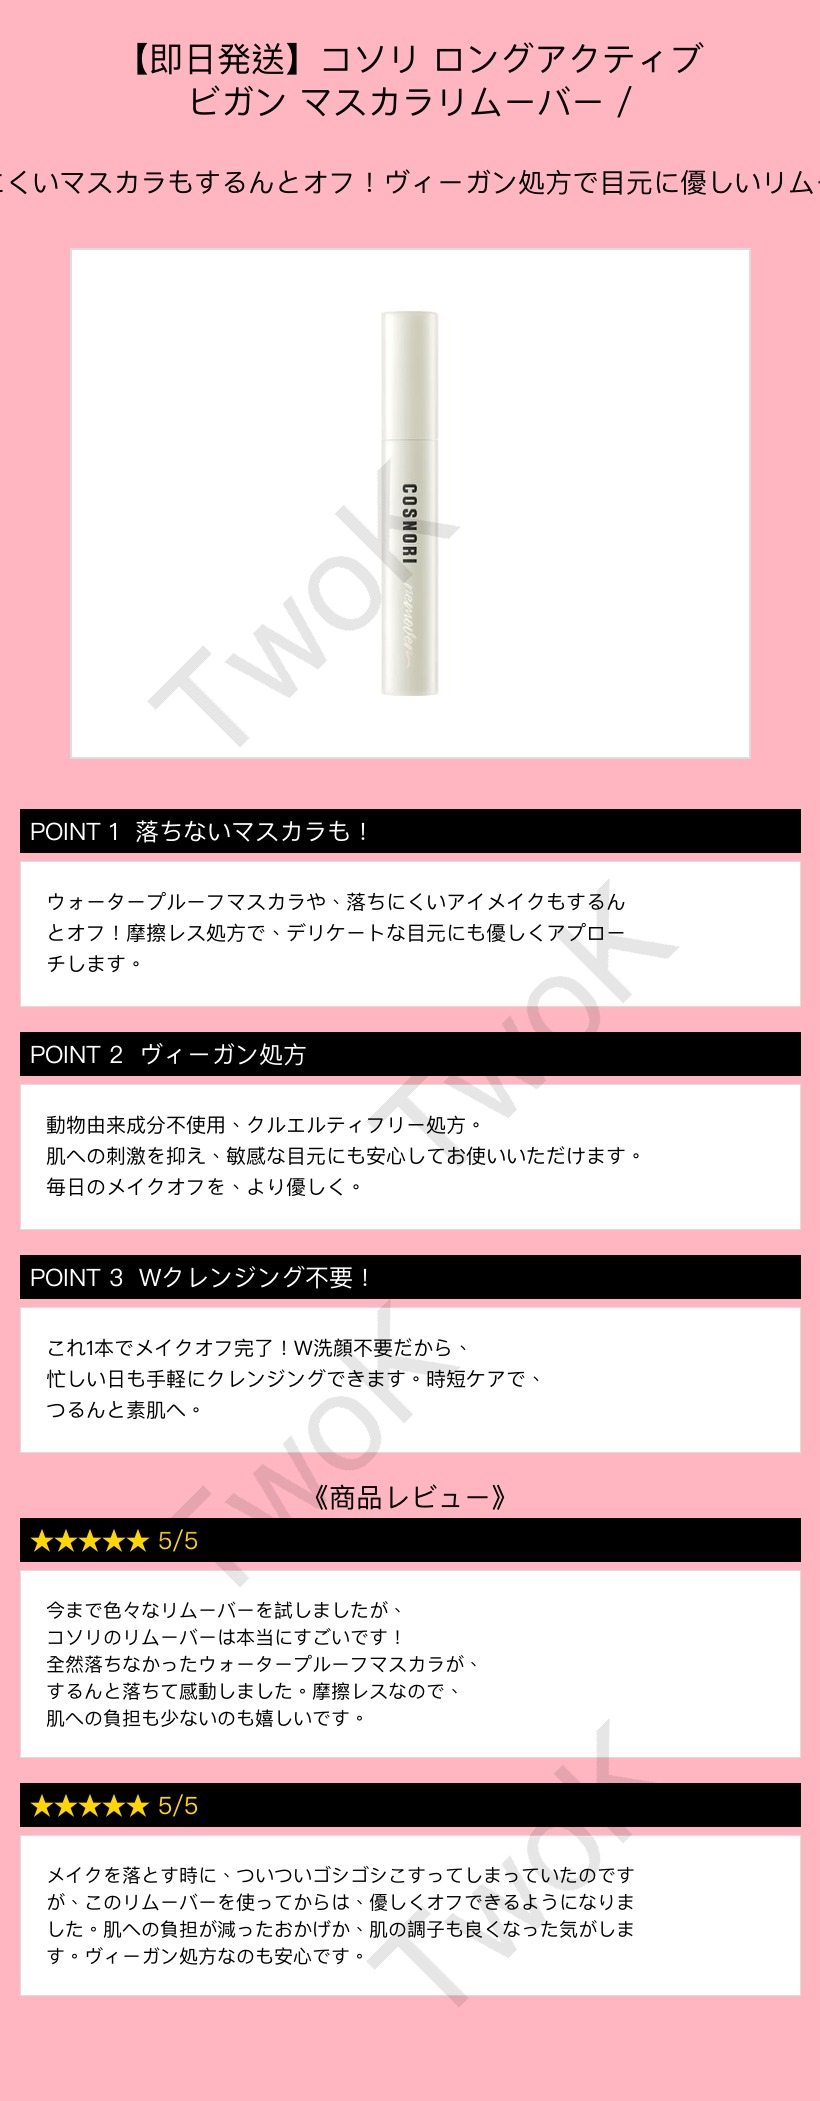 【即日発送】コソリ ロングアクティブ
ビガン マスカラリムーバー /
くいマスカラもするんとオフ！ヴィーガン処方で目元に優しいリム
COSNORI
remover
TwoK
POINT 1 落ちないマスカラも！
ウォータープルーフマスカラや、落ちにくいアイメイクもするん
とオフ！摩擦レス処方で、デリケートな目元にも優しくアプロー
チします。
TwoK
POINT 2 ヴィーガン処方
動物由来成分不使用、クルエルティフリー処方。
肌への刺激を抑え、敏感な目元にも安心してお使いいただけます。
毎日のメイクオフを、より優しく。
POINT 3 Wクレンジング不要！
これ1本でメイクオフ完了！W洗顔不要だから、
忙しい日も手軽にクレンジングできます。時短ケアで、
つるんと素肌へ。
TwoK
《商品レビュー》
★★★★★ 5/5
今まで色々なリムーバーを試しましたが、
コソリのリムーバーは本当にすごいです！
全然落ちなかったウォータープルーフマスカラが、
するんと落ちて感動しました。摩擦レスなので、
肌への負担も少ないのも嬉しいです。
★★★★★ 5/5
メイクを落とす時に、ついついゴシゴシこすってしまっていたのです
が、このリムーバーを使ってからは、優しくオフできるようになりま
した。肌への負担が減ったおかげか、肌の調子も良くなった気がしま
す。ヴィーガン処方なのも安心です。
TwoK